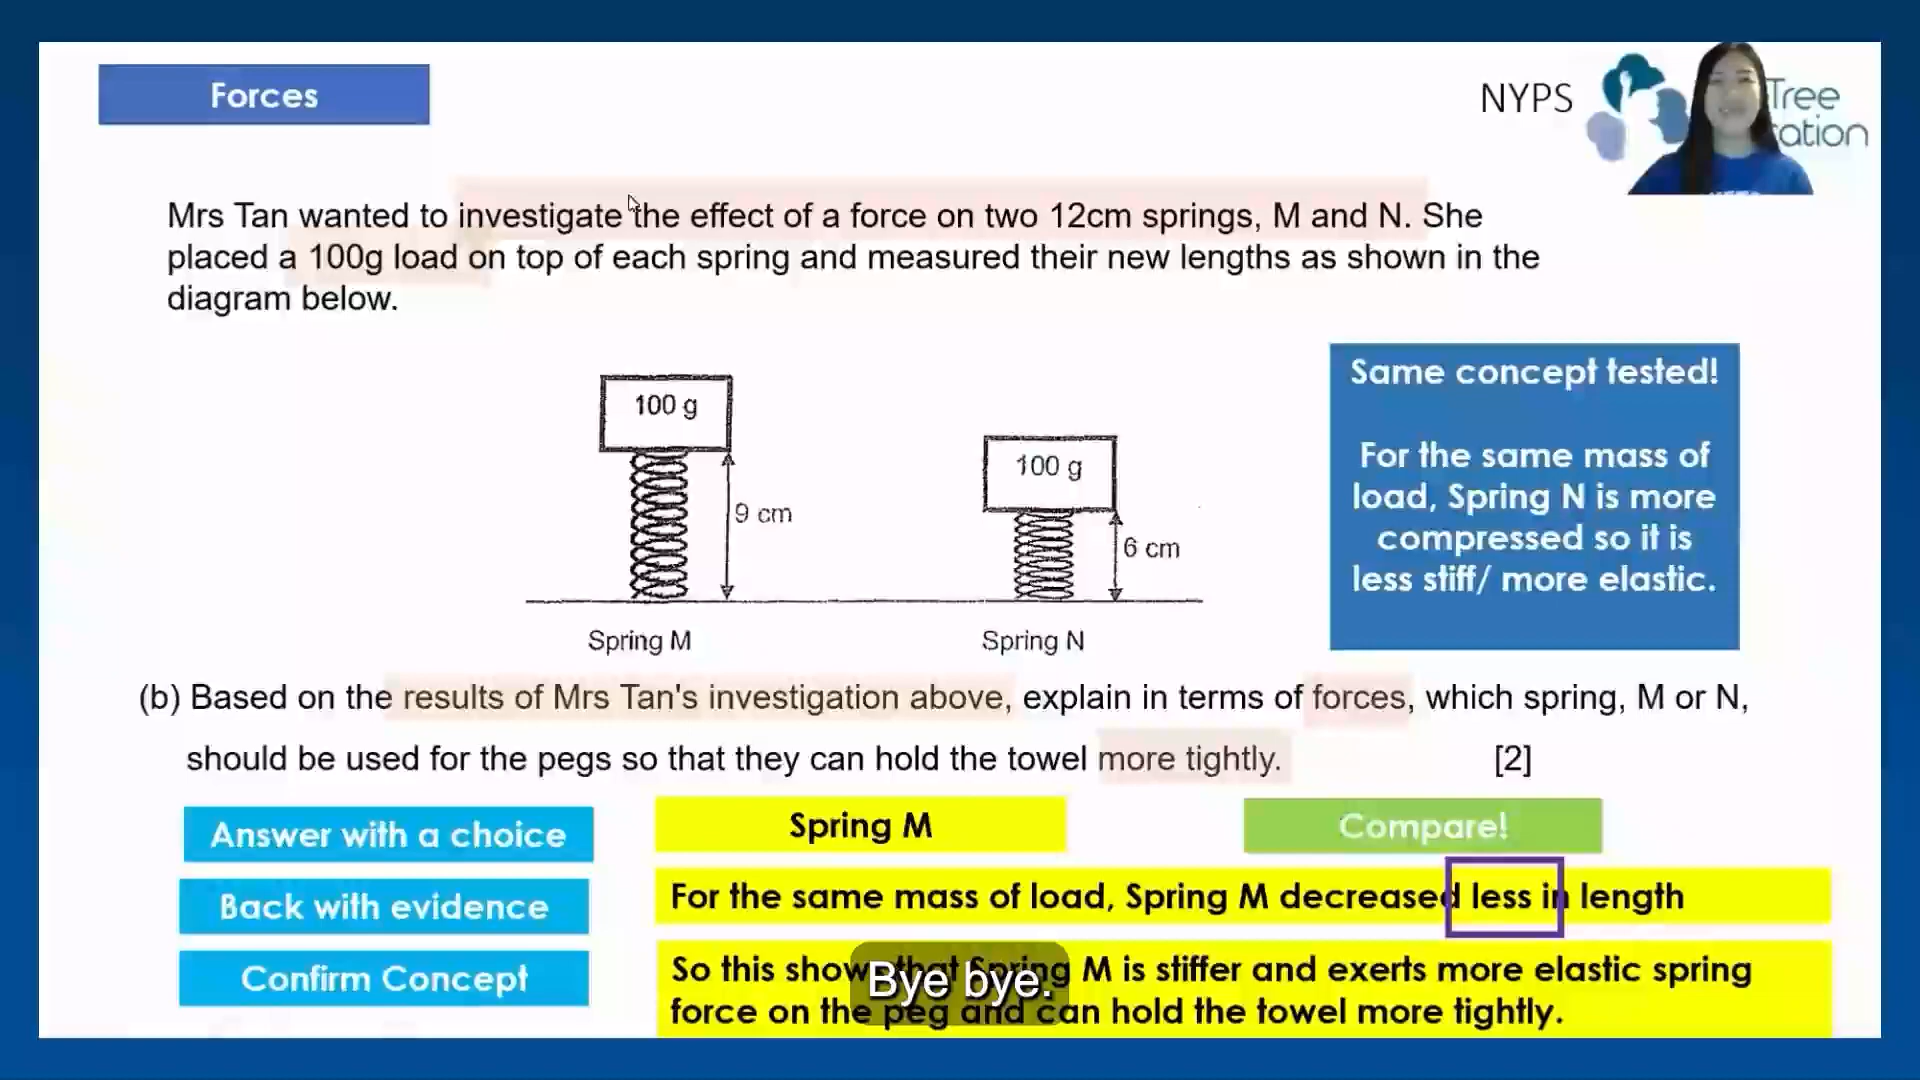 Forces
NYPS
Tree
ation
Mrs Tan wanted to investigate the effect of a force on two 12cm springs, M and N. She
placed a 100g load on top of each spring and measured their new lengths as shown in the
diagram below.
100 g
9 cm
Spring M
100 g
6 cm
Spring N
Same concept tested!
For the same mass of
load, Spring N is more
compressed so it is
less stiff/ more elastic.
(b) Based on the results of Mrs Tan's investigation above, explain in terms of forces, which spring, M or N,
should be used for the pegs so that they can hold the towel more tightly. [2]
Answer with a choice
Spring M
Compare!
Back with evidence
For the same mass of load, Spring M decreased less in length
Confirm Concept
So this shows that Spring M is stiffer and exerts more elastic spring
force on the peg and can hold the towel more tightly.
Bye bye.